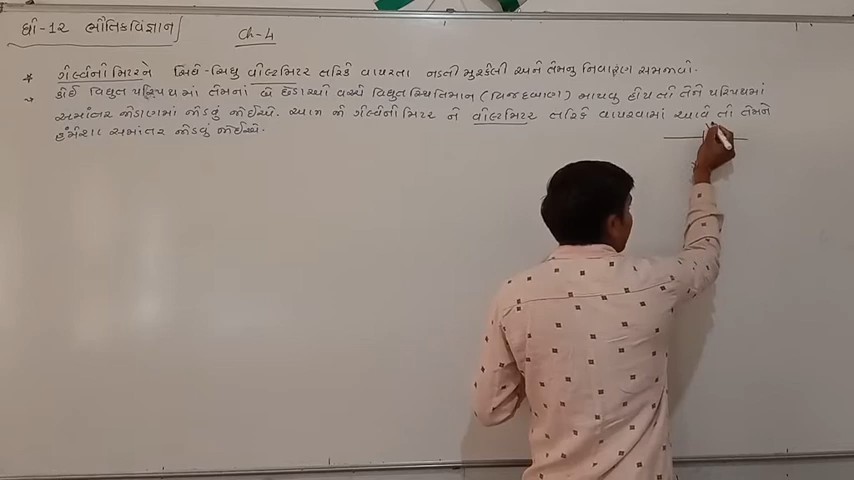 ધો-12 ભૌતિકવિજ્ઞાન
Ch-4
* ગેલ્વેનોમિટરને સિધે-સિધુ વોલ્ટમિટર તરીકે વાપરતા નડતી મુશ્કેલી અને તેમનુ નિવારણ સમજાવો.
→ કોઈ વિદ્યુત પરિપથમાં તેમનાં બે છેડાઓ વચ્ચે વિદ્યુતસ્થિતિમાન (વિજદબાણ) માપવુ હોય તો તેને પરિપથમાં
સમાંતર જોડાણમાં જોડવું જોઈએ. આમ જો ગેલ્વેનોમિટર ને વોલ્ટમિટર તરીકે વાપરવામાં આવે તો તેમને
હંમેશા સમાંતર જોડવું જોઈએ.